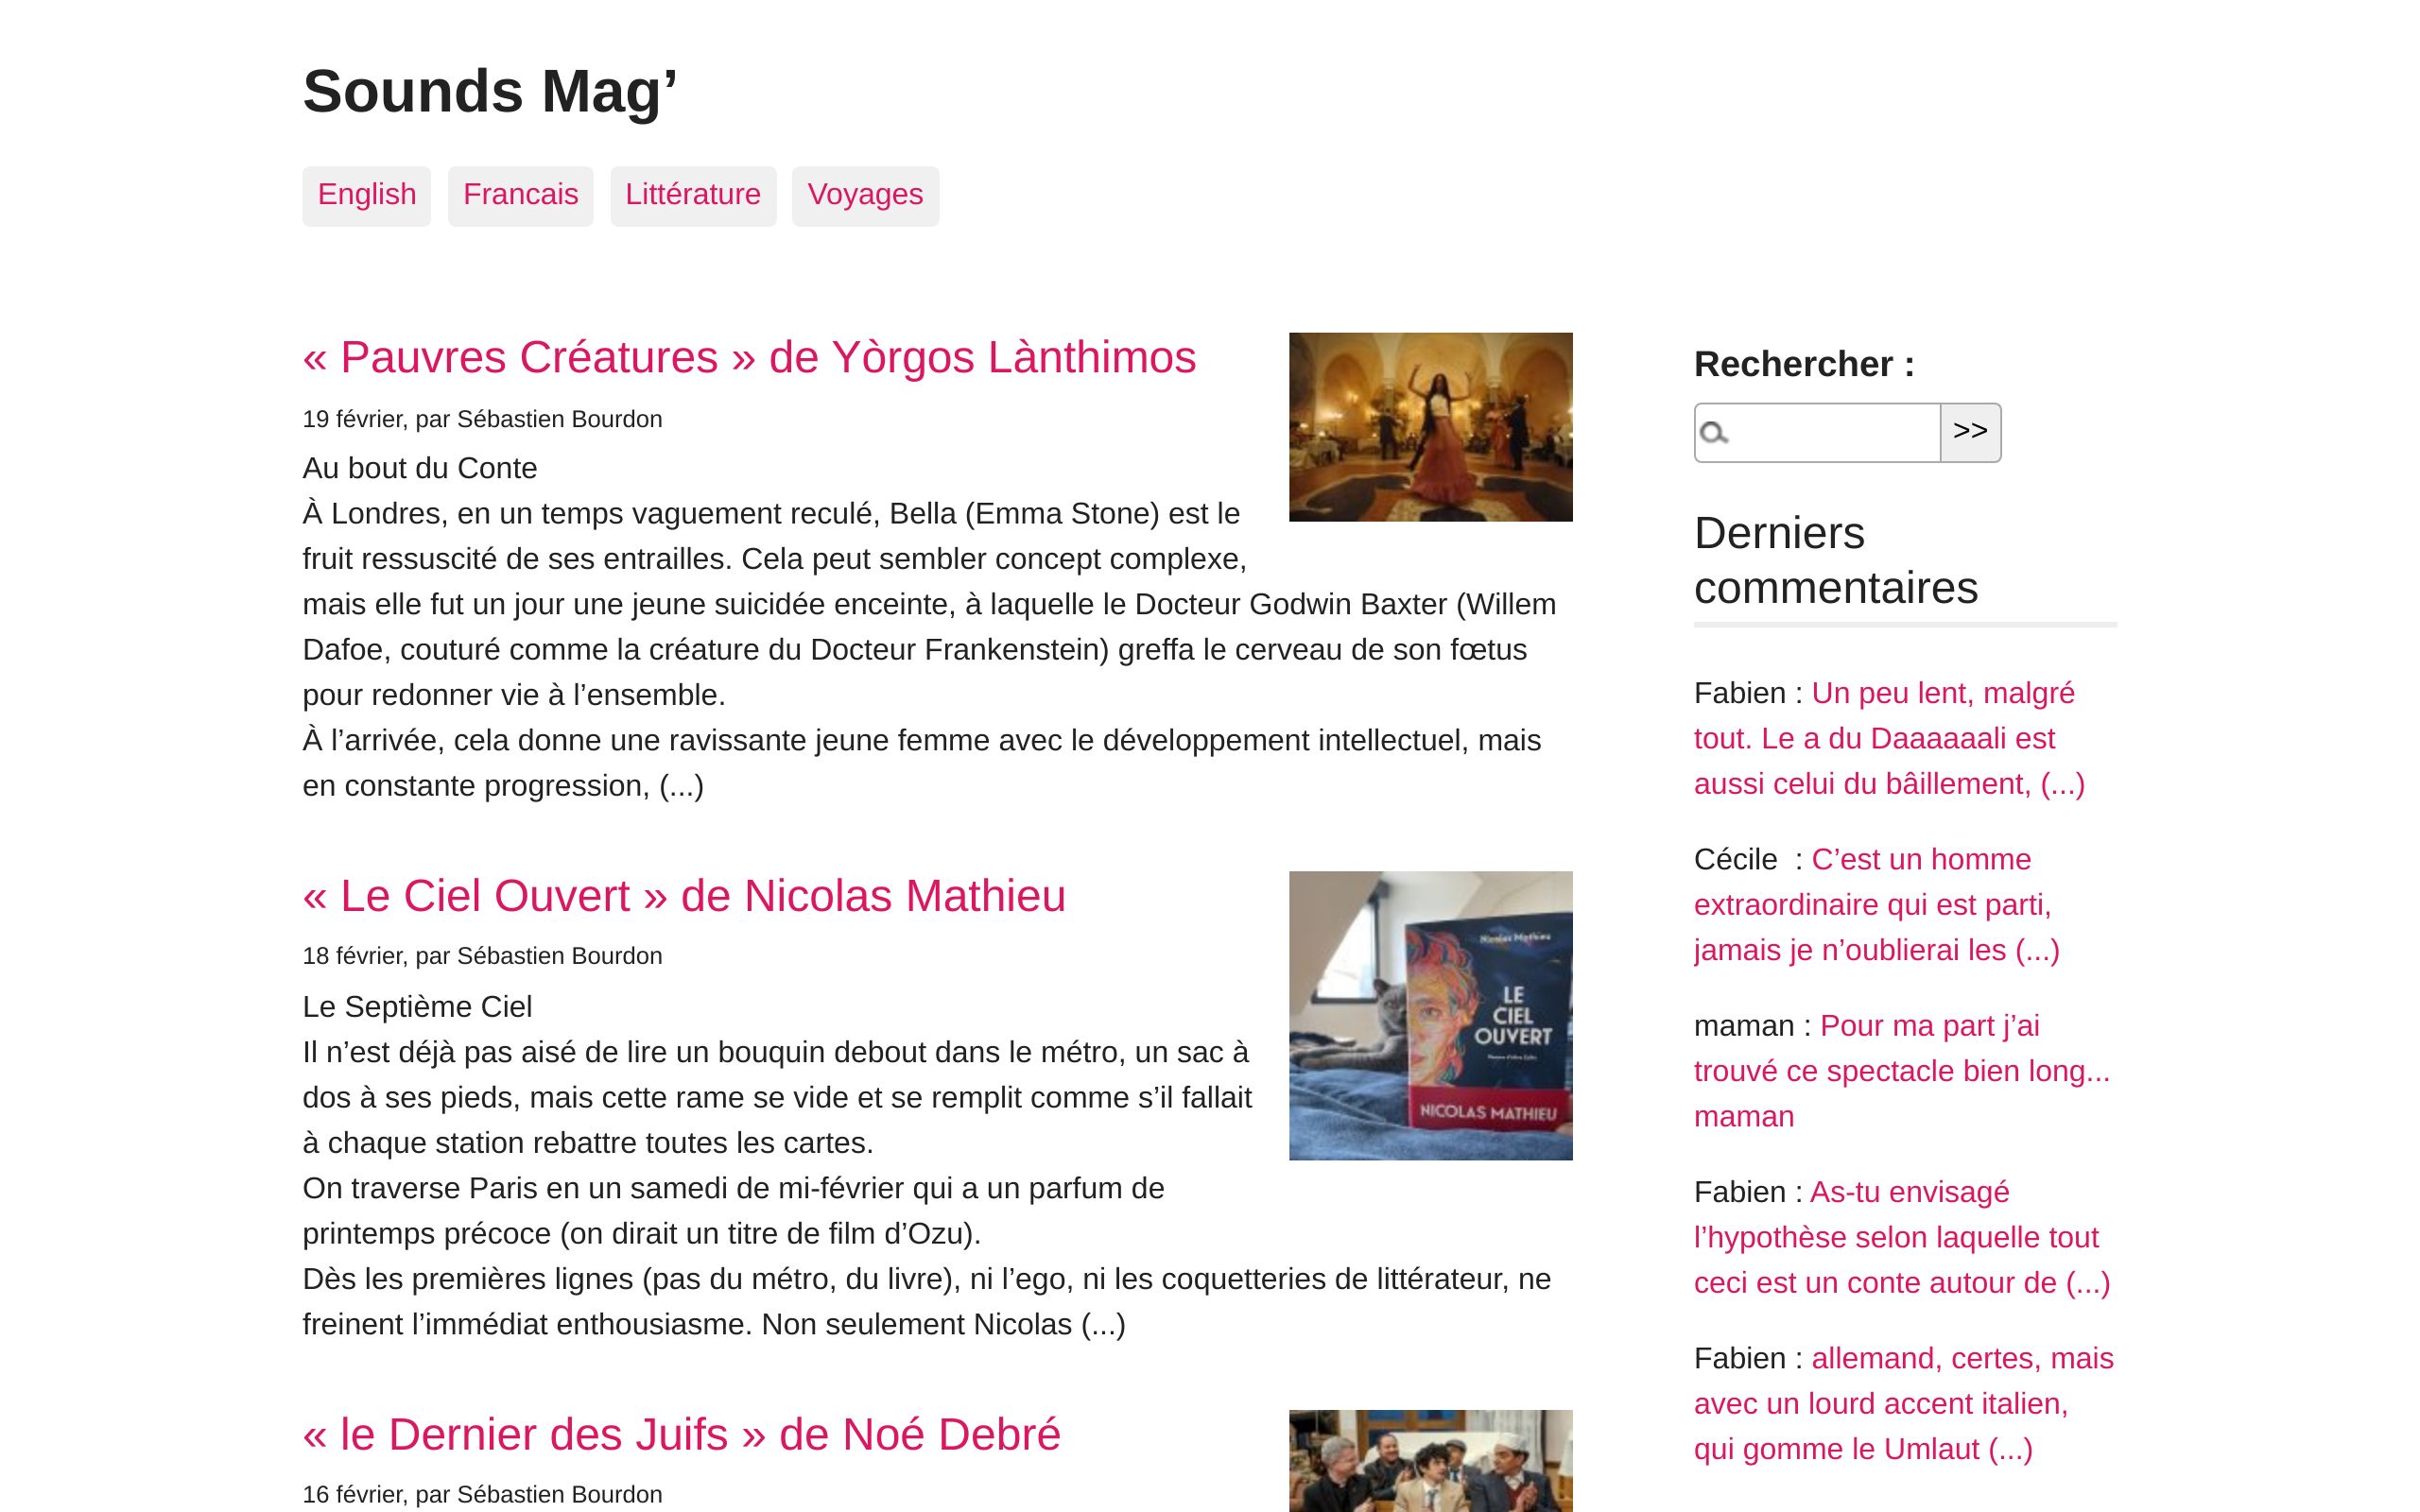 Sounds Mag’
English Francais Littérature Voyages
« Pauvres Créatures » de Yòrgos Lànthimos
19 février, par Sébastien Bourdon
Au bout du Conte
À Londres, en un temps vaguement reculé, Bella (Emma Stone) est le
fruit ressuscité de ses entrailles. Cela peut sembler concept complexe,
mais elle fut un jour une jeune suicidée enceinte, à laquelle le Docteur Godwin Baxter (Willem
Dafoe, couturé comme la créature du Docteur Frankenstein) greffa le cerveau de son fœtus
pour redonner vie à l’ensemble.
À l’arrivée, cela donne une ravissante jeune femme avec le développement intellectuel, mais
en constante progression, (...)
« Le Ciel Ouvert » de Nicolas Mathieu
18 février, par Sébastien Bourdon
Le Septième Ciel
Il n’est déjà pas aisé de lire un bouquin debout dans le métro, un sac à
dos à ses pieds, mais cette rame se vide et se remplit comme s’il fallait
à chaque station rebattre toutes les cartes.
On traverse Paris en un samedi de mi-février qui a un parfum de
printemps précoce (on dirait un titre de film d’Ozu).
Dès les premières lignes (pas du métro, du livre), ni l’ego, ni les coquetteries de littérateur, ne
freinent l’immédiat enthousiasme. Non seulement Nicolas (...)
Nicolas Mathieu
LE
CIEL
OUVERT
NICOLAS MATHIEU
« le Dernier des Juifs » de Noé Debré
16 février, par Sébastien Bourdon
Rechercher :
>>
Derniers
commentaires
Fabien : Un peu lent, malgré
tout. Le a du Daaaaaali est
aussi celui du bâillement, (...)
Cécile  : C’est un homme
extraordinaire qui est parti,
jamais je n’oublierai les (...)
maman : Pour ma part j’ai
trouvé ce spectacle bien long...
maman
Fabien : As-tu envisagé
l’hypothèse selon laquelle tout
ceci est un conte autour de (...)
Fabien : allemand, certes, mais
avec un lourd accent italien,
qui gomme le Umlaut (...)